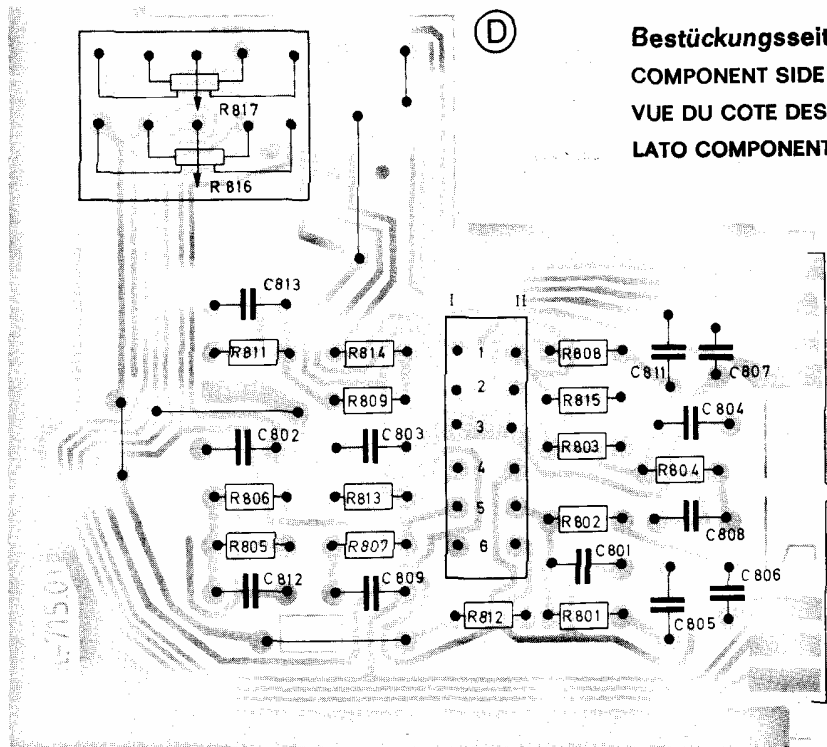 D
Bestückungsseit
COMPONENT SIDE
VUE DU COTE DES
LATO COMPONENT
R817
R816
C813
I II
R811 R814 1 R808 C811 C807
R809 2 R815
C802 C803 3 R803 C804
4 R804
R806 R813 5 R802 C808
R805 R807 6 C801
C812 C809 C805 C806
R812 R801